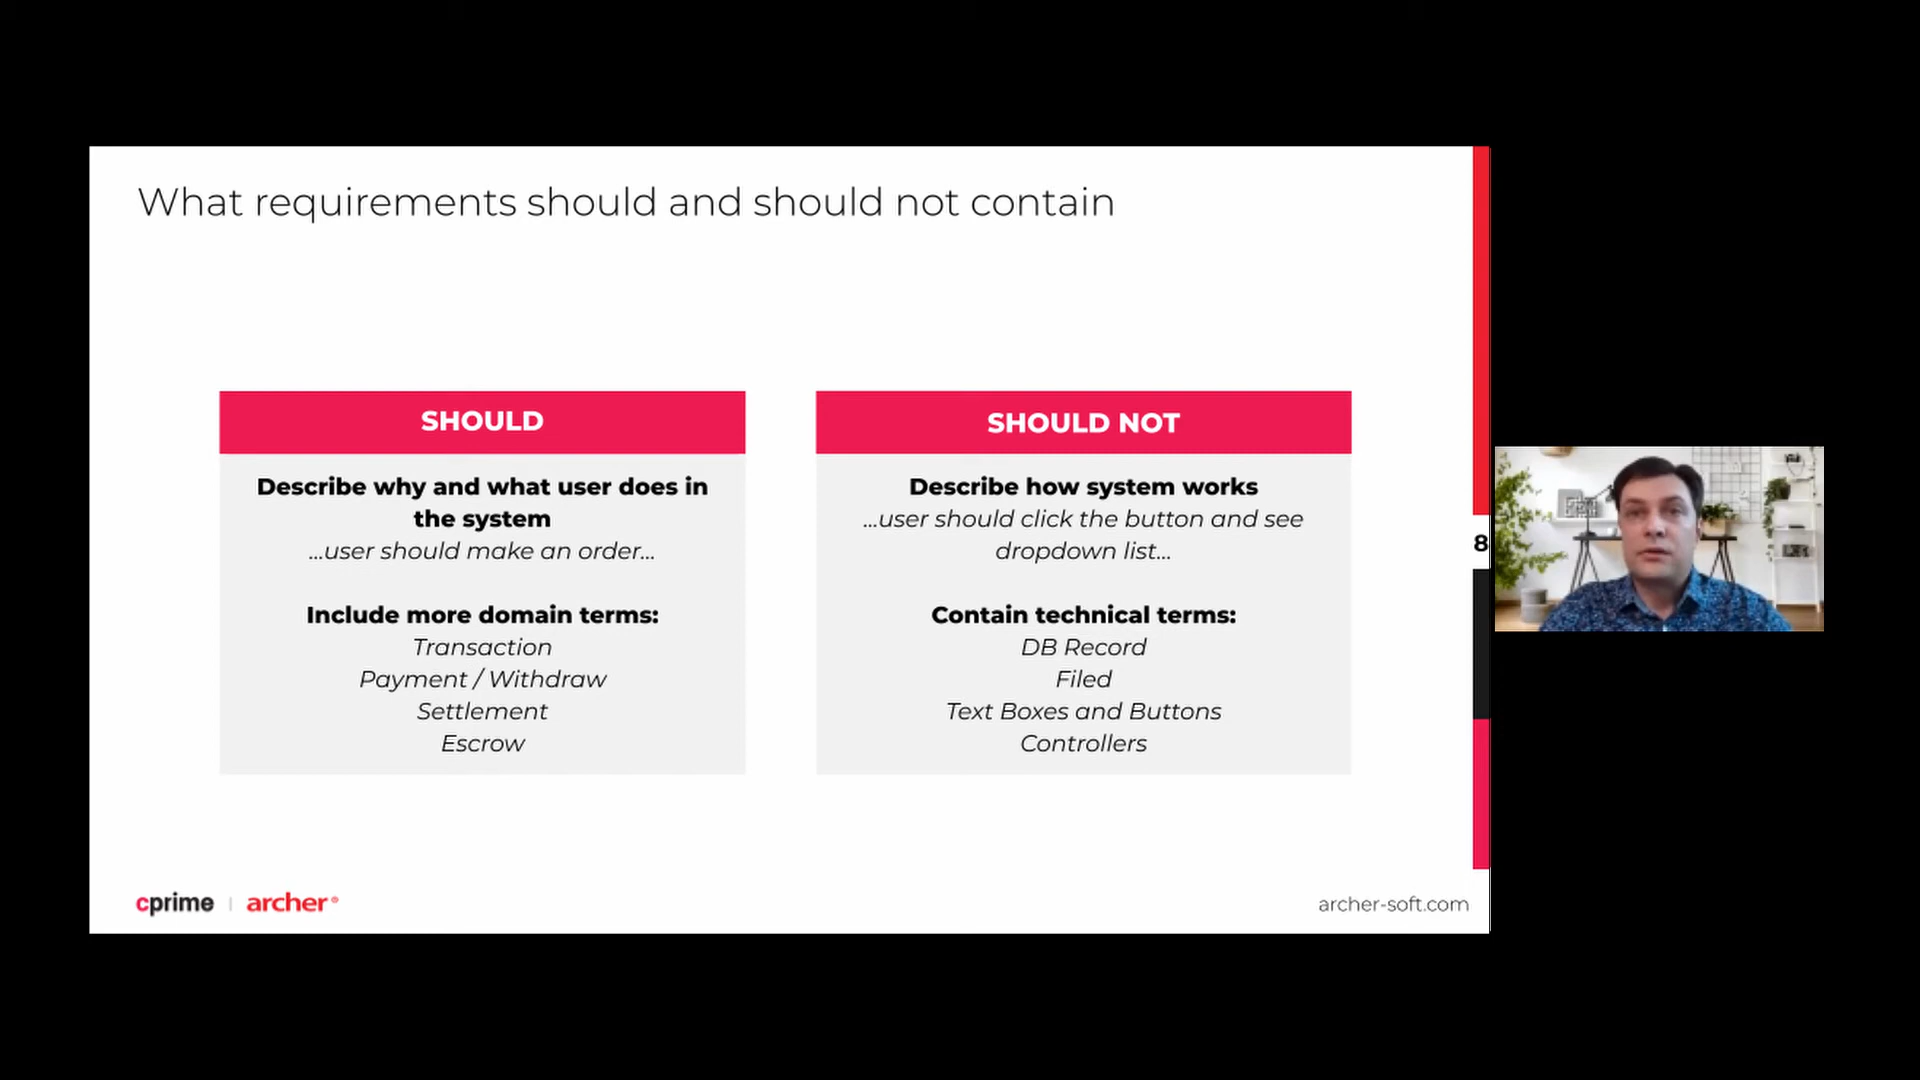 What requirements should and should not contain
SHOULD
Describe why and what user does in
the system
...user should make an order...
Include more domain terms:
Transaction
Payment / Withdraw
Settlement
Escrow
SHOULD NOT
Describe how system works
...user should click the button and see
dropdown list...
Contain technical terms:
DB Record
Filed
Text Boxes and Buttons
Controllers
8
cprime | archer®
archer-soft.com